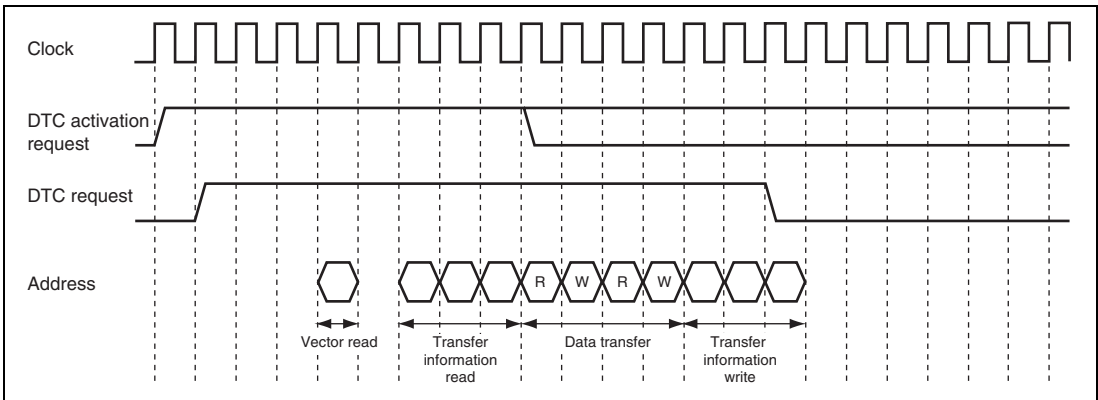 Clock
DTC activation
request
DTC request
Address
R W R W
Vector read
Transfer
information
read
Data transfer
Transfer
information
write